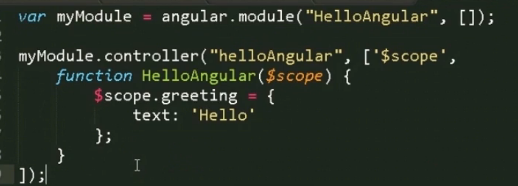 var myModule = angular.module("HelloAngular", []);
myModule.controller("helloAngular", ['$scope',
    function HelloAngular($scope) {
        $scope.greeting = {
            text: 'Hello'
        };
    }
]);